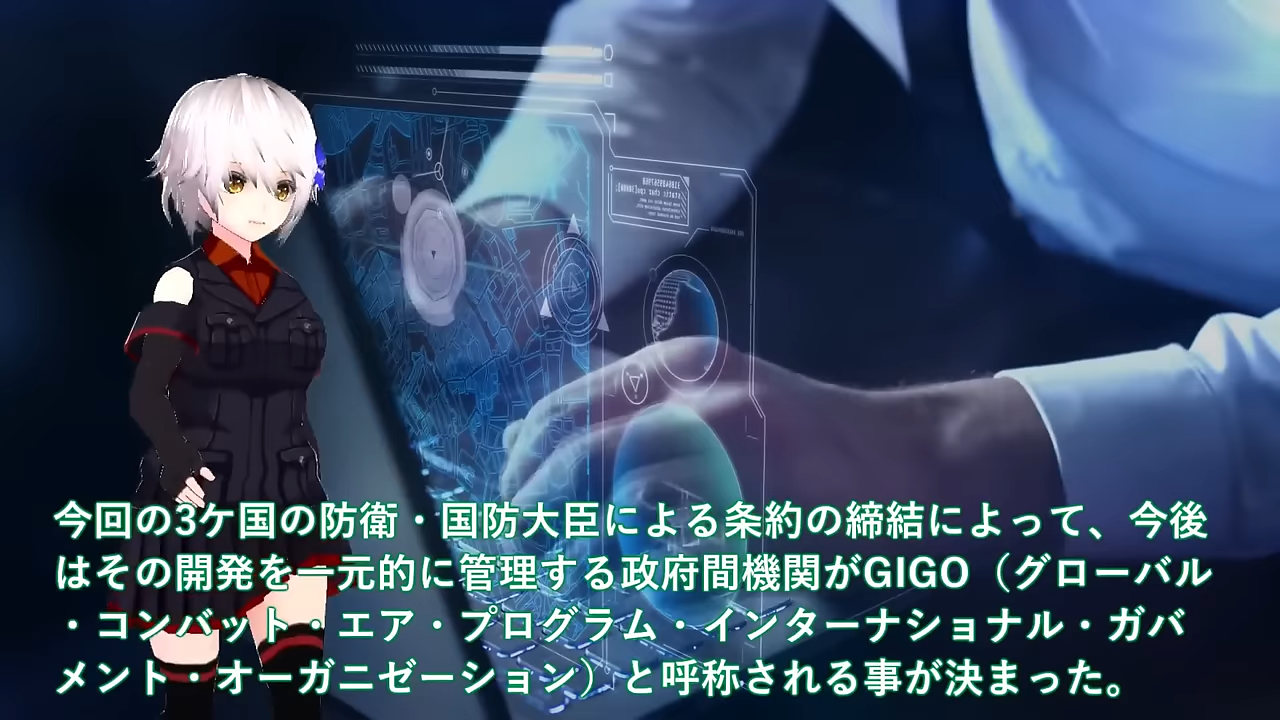 今回の3ケ国の防衛・国防大臣による条約の締結によって、今後
はその開発を一元的に管理する政府間機関がGIGO（グローバル
・コンバット・エア・プログラム・インターナショナル・ガバ
メント・オーガニゼーション）と呼称される事が決まった。